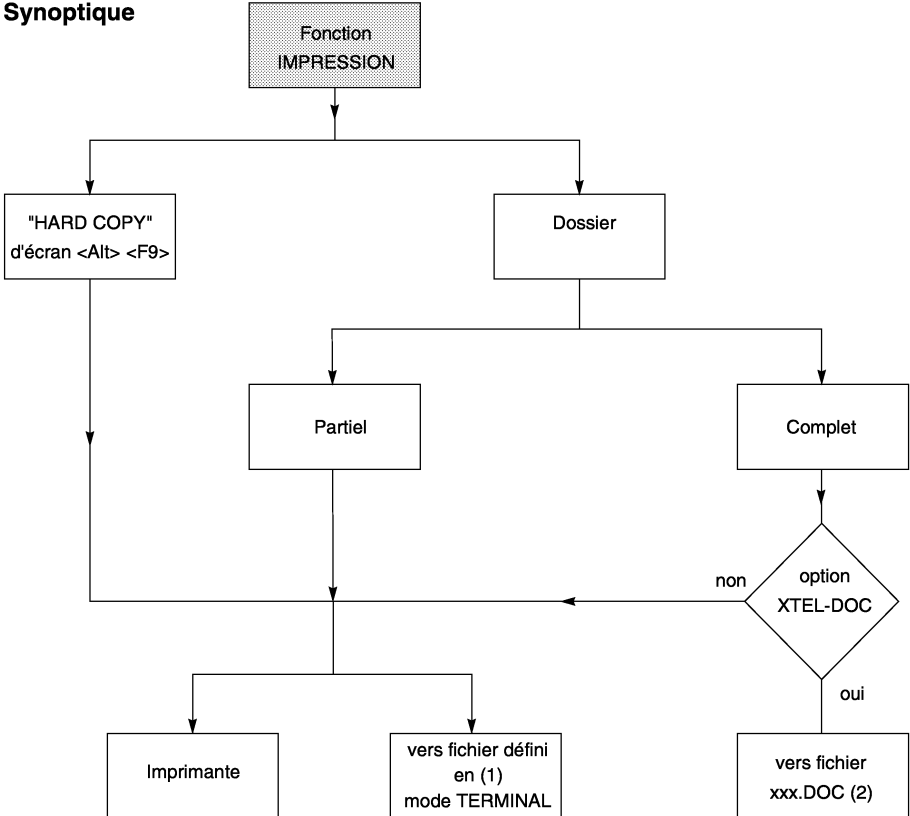 Synoptique
Fonction
IMPRESSION
"HARD COPY"
d'écran <Alt> <F9>
Dossier
Partiel
Complet
non
option
XTEL-DOC
oui
Imprimante
vers fichier défini
en (1)
mode TERMINAL
vers fichier
xxx.DOC (2)